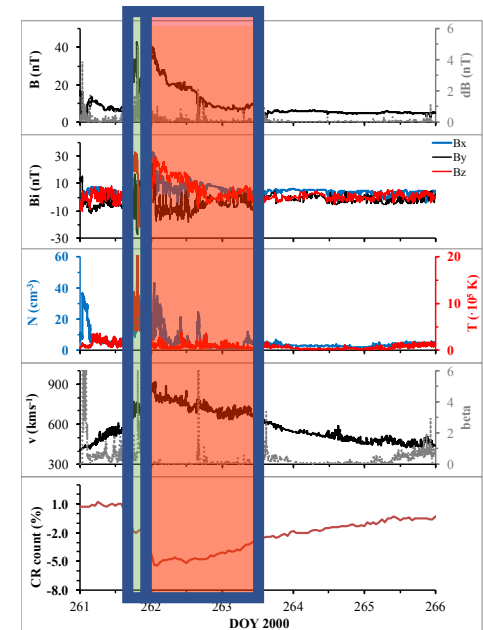 B (nT)
40
20
0
6
4
2
0
dB (nT)
Bi (nT)
30
10
-10
-30
Bx
By
Bz
N (cm-3)
60
40
20
0
20
10
0
T (·10⁵ K)
v (kms-1)
900
600
300
6
4
2
0
beta
CR count (%)
1.0
-2.0
-5.0
-8.0
261 262 263 264 265 266
DOY 2000